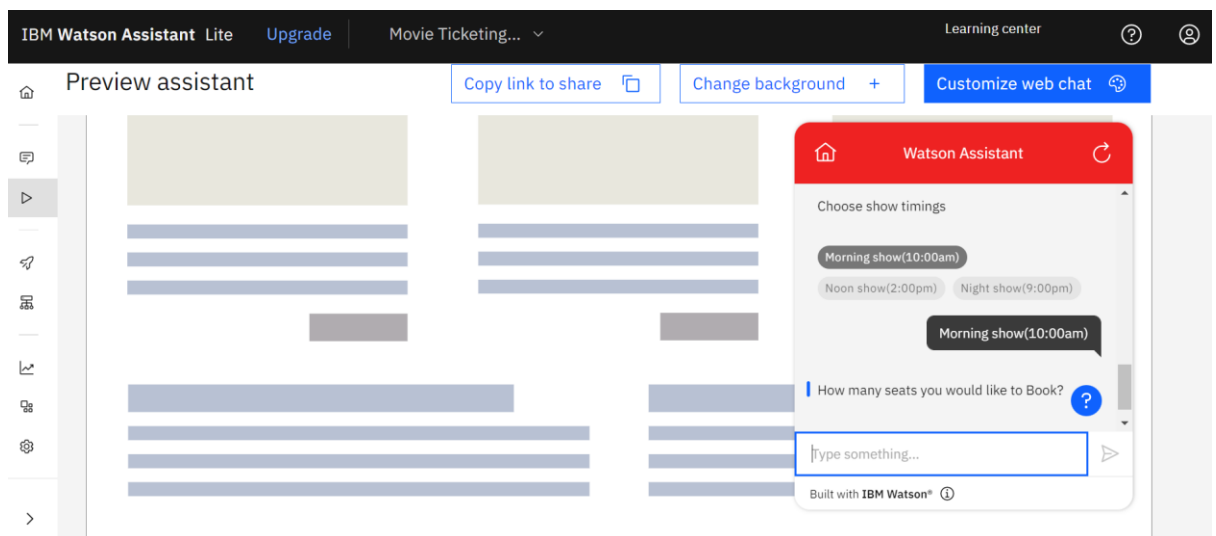 IBM Watson Assistant Lite Upgrade Movie Ticketing... Learning center
Preview assistant Copy link to share Change background + Customize web chat
Watson Assistant
Choose show timings
Morning show(10:00am)
Noon show(2:00pm) Night show(9:00pm)
Morning show(10:00am)
How many seats you would like to Book?
?
Type something...
Built with IBM Watson®